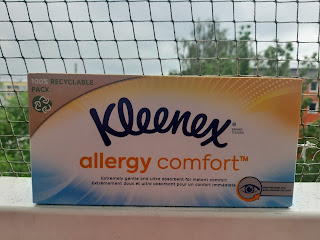 100% RECYCLABLE
PACK
Kleenex®
allergy comfort™
Extremely gentle and ultra absorbent for instant comfort
Extrêmement doux et ultra absorbant pour un confort immédiat